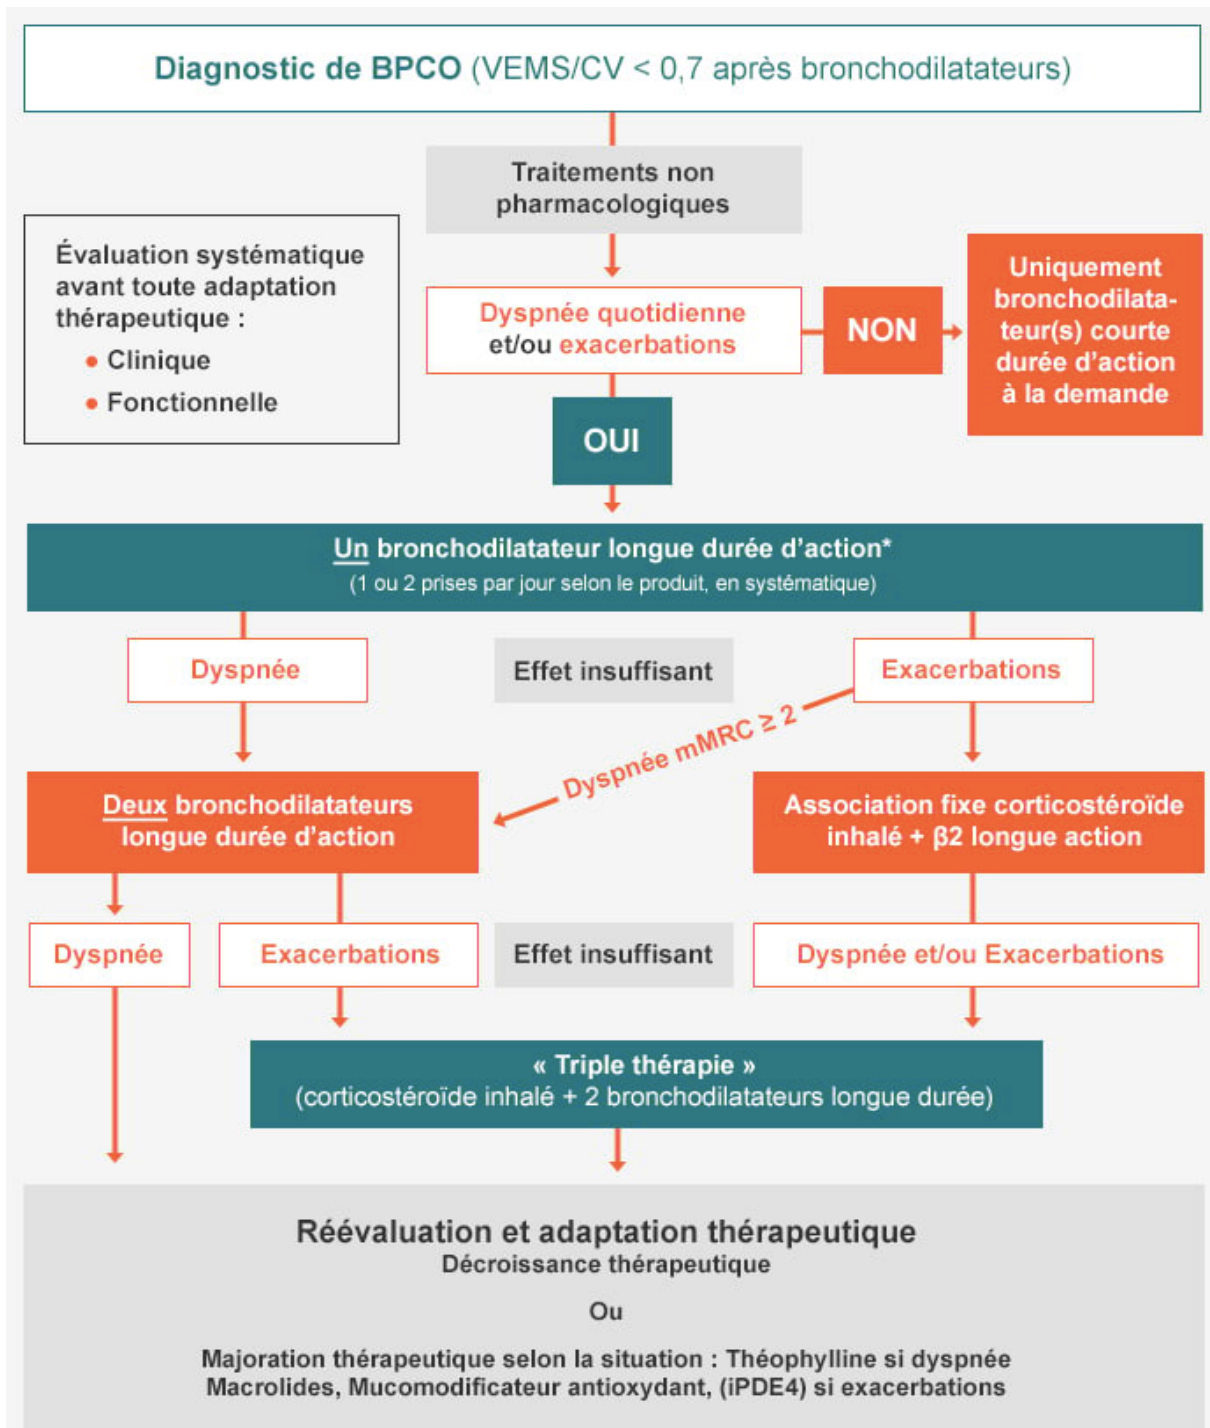 Diagnostic de BPCO (VEMS/CV < 0,7 après bronchodilatateurs)
Traitements non
pharmacologiques
Évaluation systématique
avant toute adaptation
thérapeutique :
● Clinique
● Fonctionnelle
Dyspnée quotidienne
et/ou exacerbations
NON
Uniquement
bronchodilata-
teur(s) courte
durée d'action
à la demande
OUI
Un bronchodilatateur longue durée d'action*
(1 ou 2 prises par jour selon le produit, en systématique)
Dyspnée
Effet insuffisant
Exacerbations
Dyspnée mMRC ≥ 2
Deux bronchodilatateurs
longue durée d'action
Association fixe corticostéroïde
inhalé + β2 longue action
Dyspnée
Exacerbations
Effet insuffisant
Dyspnée et/ou Exacerbations
« Triple thérapie »
(corticostéroïde inhalé + 2 bronchodilatateurs longue durée)
Réévaluation et adaptation thérapeutique
Décroissance thérapeutique
Ou
Majoration thérapeutique selon la situation : Théophylline si dyspnée
Macrolides, Mucomodificateur antioxydant, (iPDE4) si exacerbations